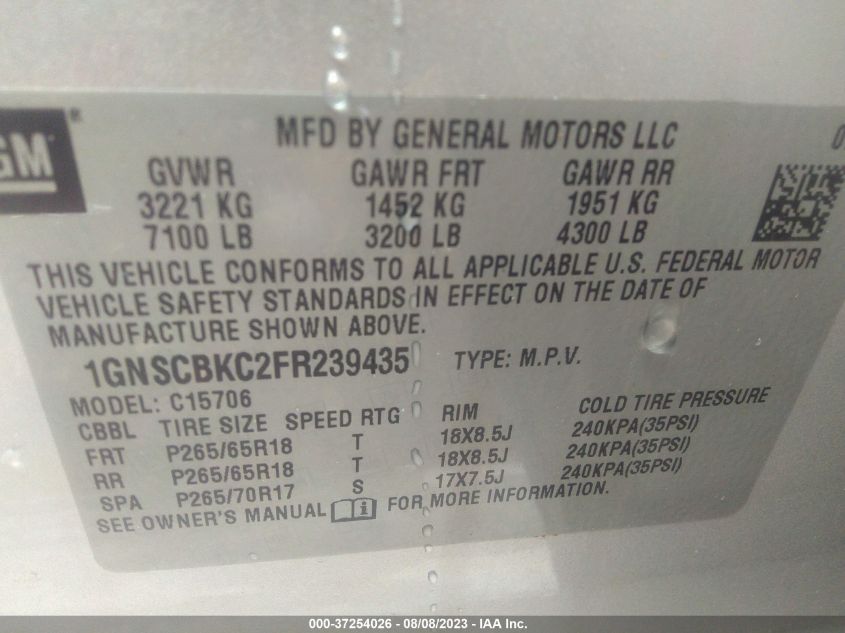 GM®
MFD BY GENERAL MOTORS LLC
0
GVWR GAWR FRT GAWR RR
3221 KG 1452 KG 1951 KG
7100 LB 3200 LB 4300 LB
THIS VEHICLE CONFORMS TO ALL APPLICABLE U.S. FEDERAL MOTOR
VEHICLE SAFETY STANDARDS IN EFFECT ON THE DATE OF
MANUFACTURE SHOWN ABOVE.
1GNSCBKC2FR239435 TYPE: M.P.V.
MODEL: C15706
CBBL TIRE SIZE SPEED RTG RIM COLD TIRE PRESSURE
FRT P265/65R18 T 18X8.5J 240KPA(35PSI)
RR P265/65R18 T 18X8.5J 240KPA(35PSI)
SPA P265/70R17 S 17X7.5J 240KPA(35PSI)
SEE OWNER'S MANUAL FOR MORE INFORMATION.
000-37254026 - 08/08/2023 - IAA Inc.